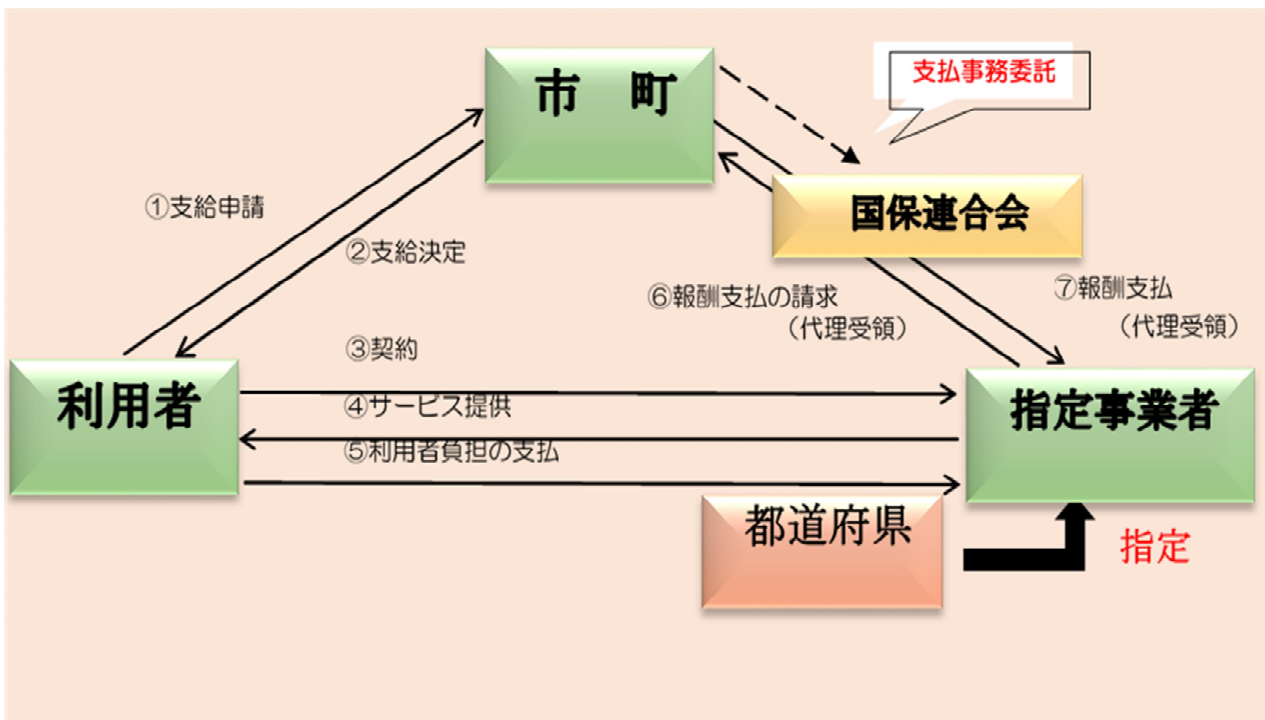 市　町
支払事務委託
①支給申請
国保連合会
②支給決定
⑥報酬支払の請求
（代理受領）
⑦報酬支払
（代理受領）
③契約
利用者
④サービス提供
指定事業者
⑤利用者負担の支払
都道府県
指定